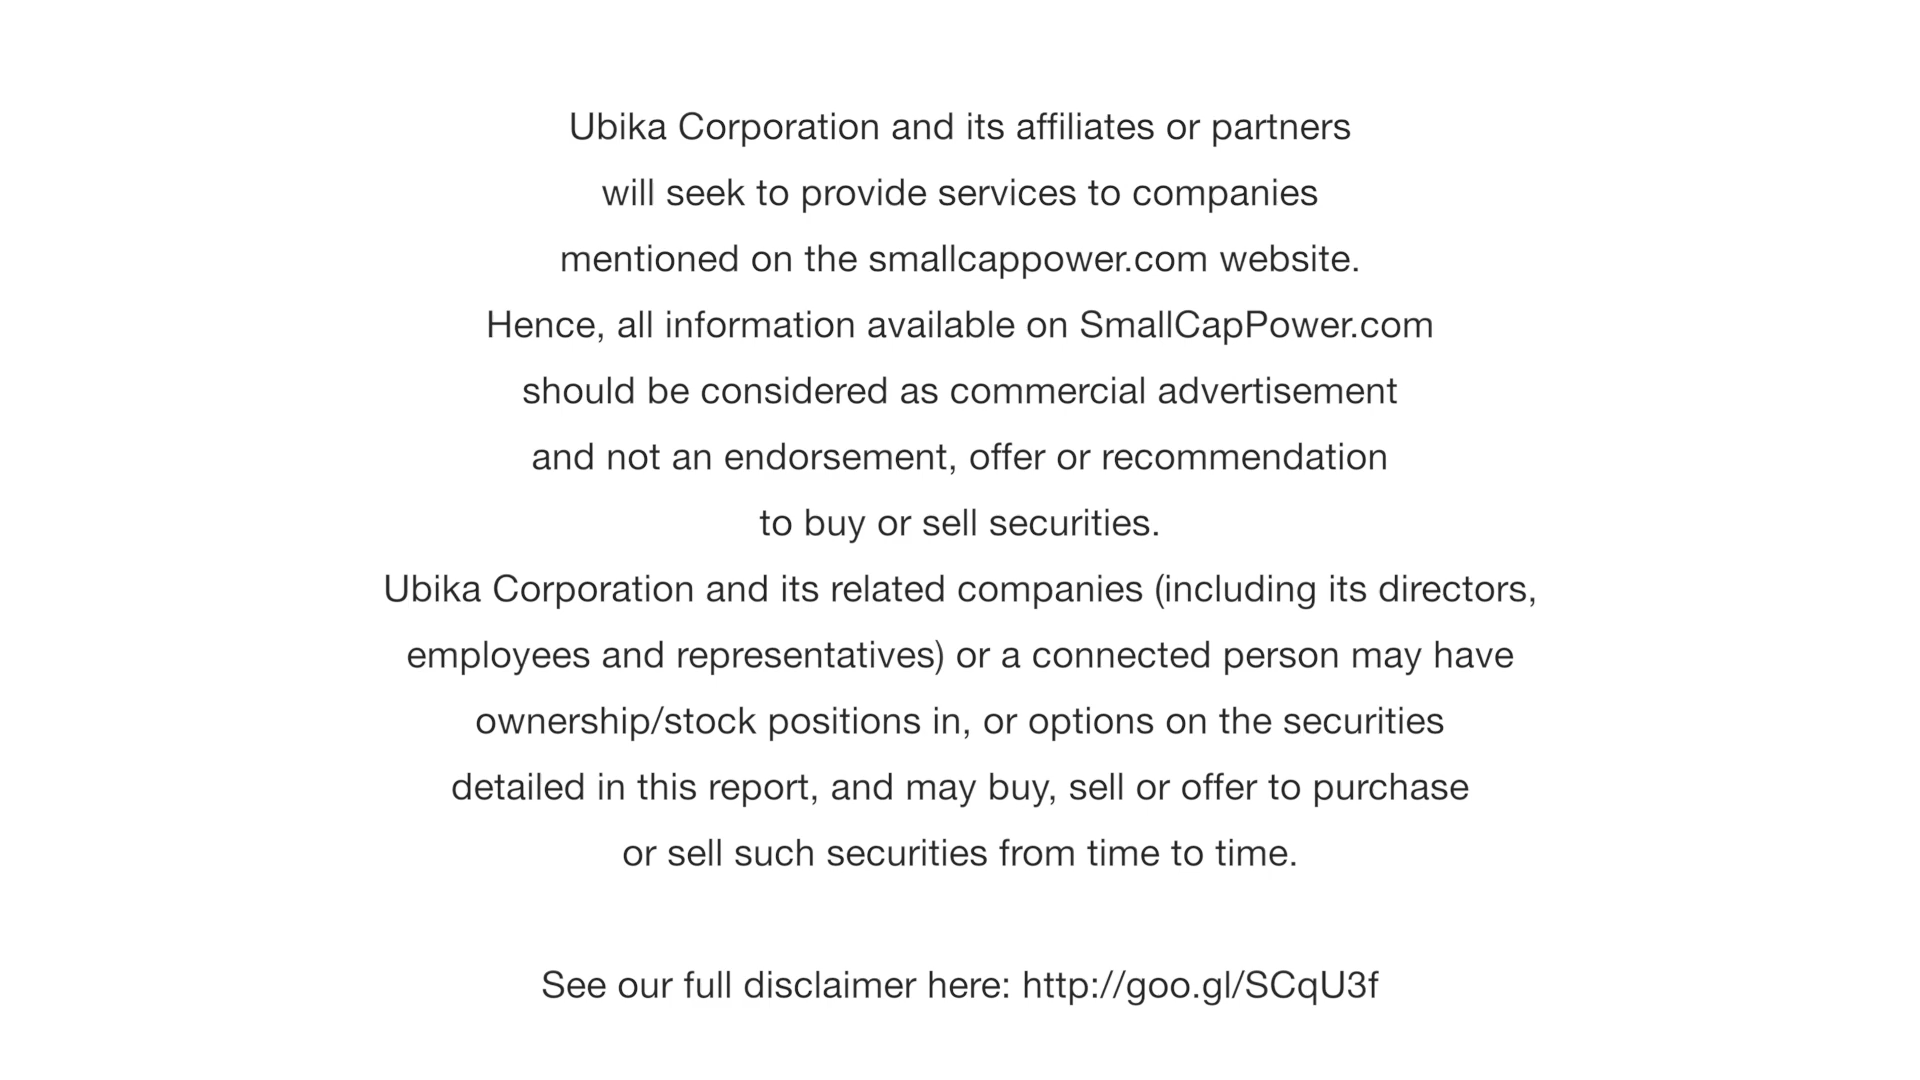 Ubika Corporation and its affiliates or partners
will seek to provide services to companies
mentioned on the smallcappower.com website.
Hence, all information available on SmallCapPower.com
should be considered as commercial advertisement
and not an endorsement, offer or recommendation
to buy or sell securities.
Ubika Corporation and its related companies (including its directors,
employees and representatives) or a connected person may have
ownership/stock positions in, or options on the securities
detailed in this report, and may buy, sell or offer to purchase
or sell such securities from time to time.
See our full disclaimer here: http://goo.gl/SCqU3f